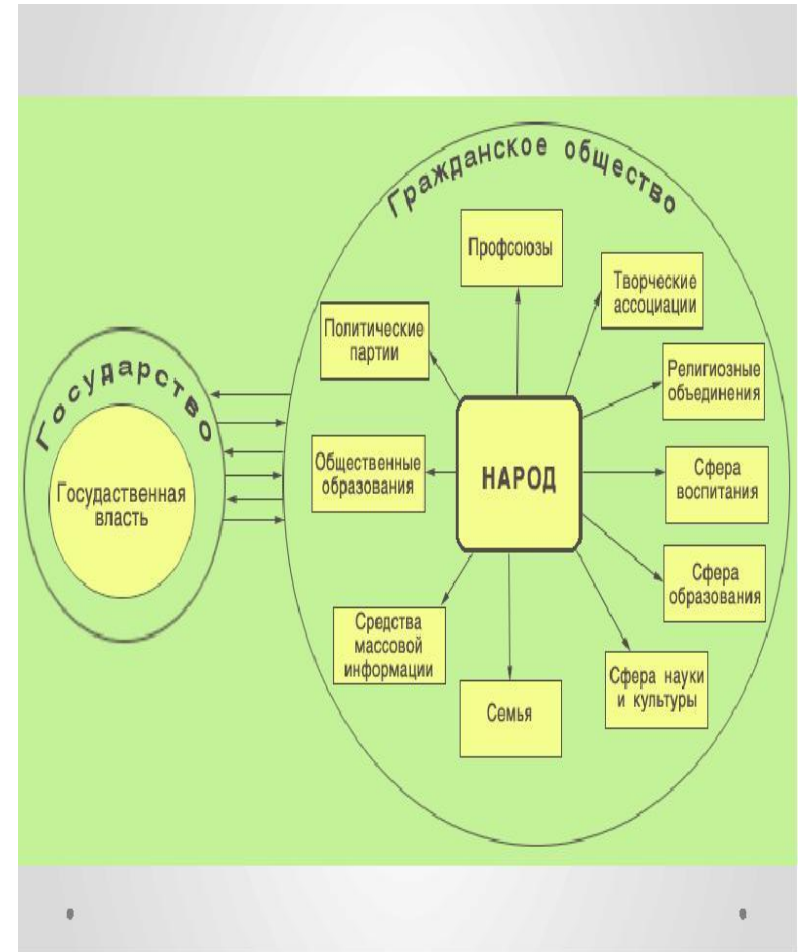 Гражданское общество
Профсоюзы
Творческие
ассоциации
Политические
партии
Религиозные
объединения
Государство
Общественные
образования
НАРОД
Сфера
воспитания
Госудаственная
власть
Сфера
образования
Средства
массовой
информации
Сфера науки
и культуры
Семья